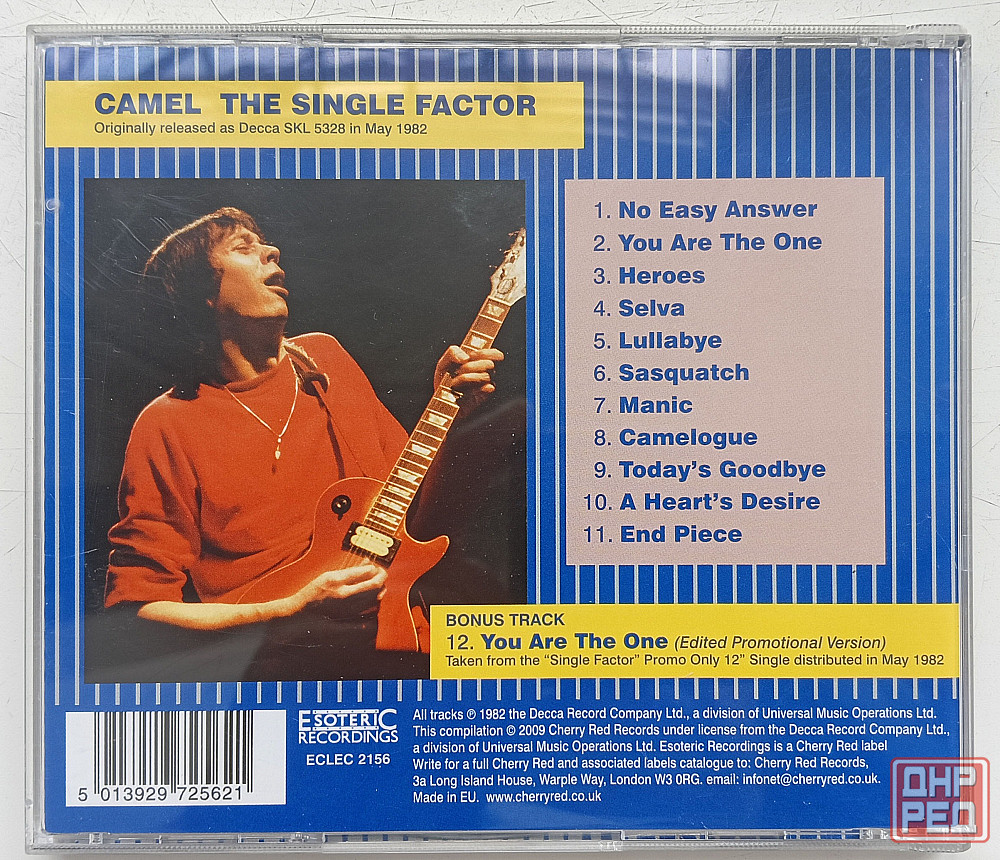 CAMEL THE SINGLE FACTOR
Originally released as Decca SKL 5328 in May 1982
1. No Easy Answer
2. You Are The One
3. Heroes
4. Selva
5. Lullabye
6. Sasquatch
7. Manic
8. Camelogue
9. Today's Goodbye
10. A Heart's Desire
11. End Piece
BONUS TRACK
12. You Are The One (Edited Promotional Version)
Taken from the "Single Factor" Promo Only 12" Single distributed in May 1982
5 013929 725621
ESOTERIC
RECORDINGS
ECLEC 2156
All tracks ℗ 1982 the Decca Record Company Ltd., a division of Universal Music Operations Ltd.
This compilation © 2009 Cherry Red Records under license from the Decca Record Company Ltd.,
a division of Universal Music Operations Ltd. Esoteric Recordings is a Cherry Red label
Write for a full Cherry Red and associated labels catalogue to: Cherry Red Records,
3a Long Island House, Warple Way, London W3 0RG. email: infonet@cherryred.co.uk.
Made in EU. www.cherryred.co.uk
ДНР
РЕД